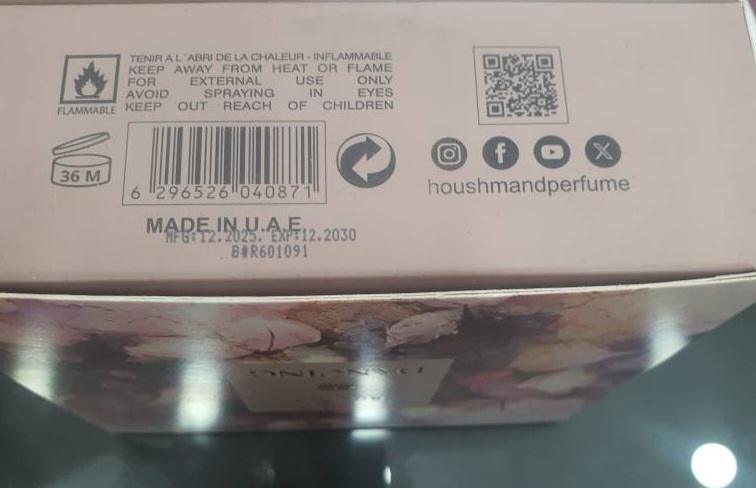 TENIR A L'ABRI DE LA CHALEUR - INFLAMMABLE
KEEP AWAY FROM HEAT OR FLAME
FOR EXTERNAL USE ONLY
AVOID SPRAYING IN EYES
KEEP OUT REACH OF CHILDREN
FLAMMABLE
36 M
6 296526 040871
MADE IN U.A.E.
MFG:12.2025. EXP:12.2030
B#R601091
houshmandperfume
DANCING